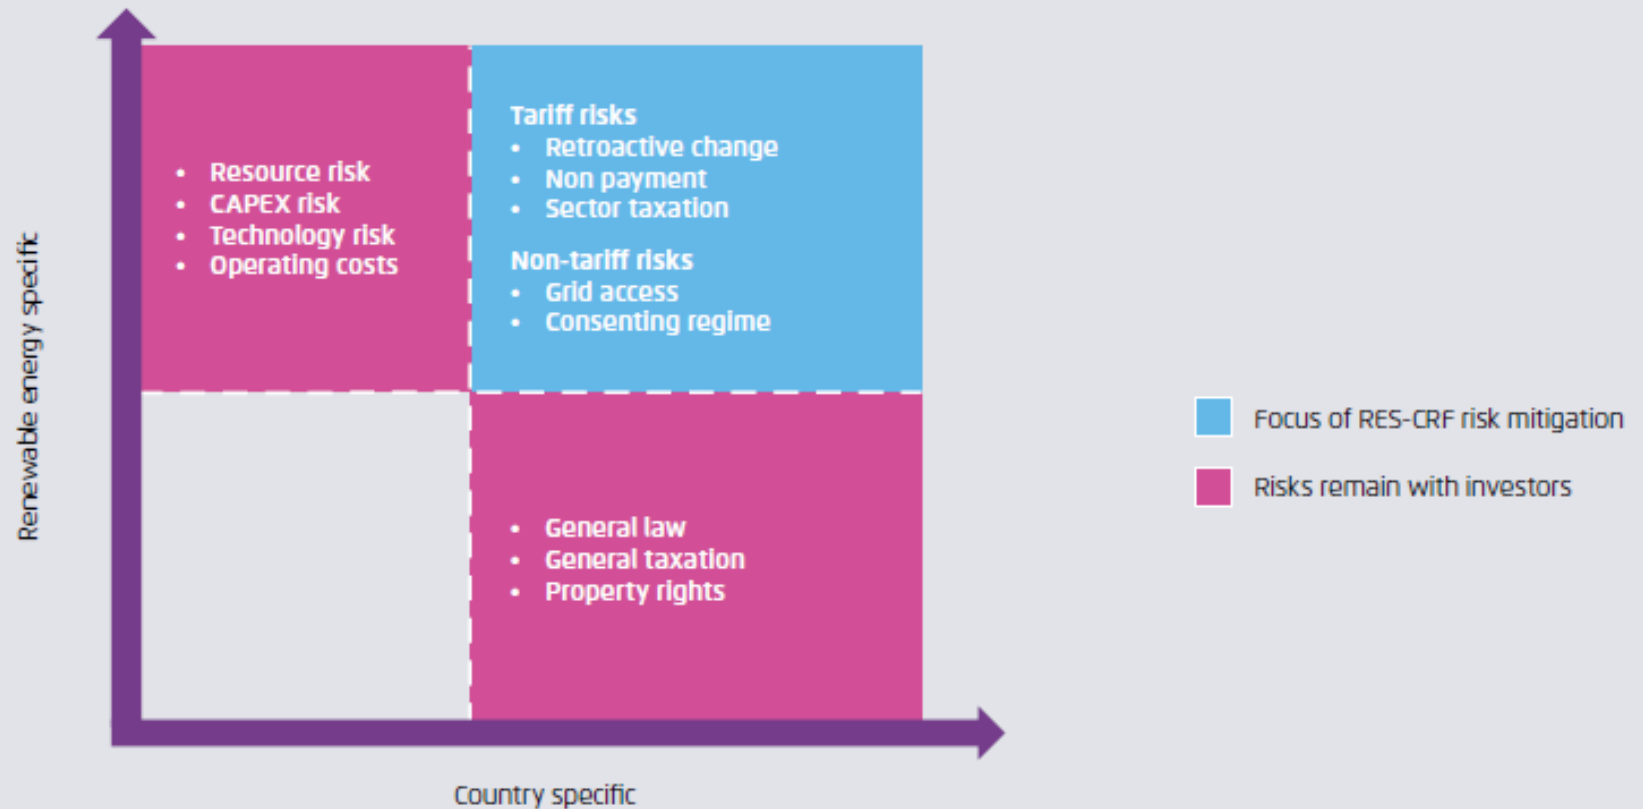 Renewable energy specific
• Resource risk
• CAPEX risk
• Technology risk
• Operating costs
Tariff risks
• Retroactive change
• Non payment
• Sector taxation
Non-tariff risks
• Grid access
• Consenting regime
• General law
• General taxation
• Property rights
Country specific
Focus of RES-CRF risk mitigation
Risks remain with investors